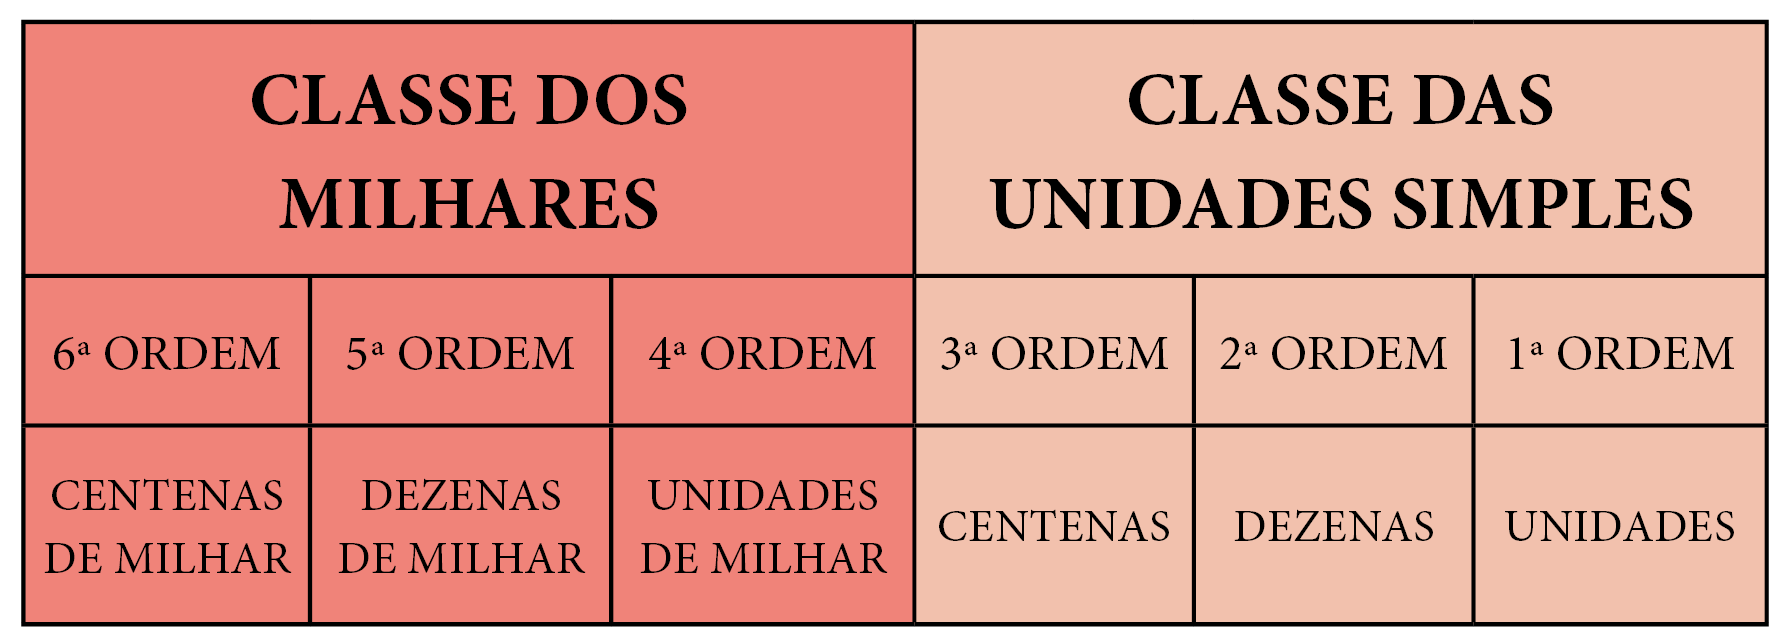 CLASSE DOS
MILHARES
CLASSE DAS
UNIDADES SIMPLES
6ª ORDEM
5ª ORDEM
4ª ORDEM
3ª ORDEM
2ª ORDEM
1ª ORDEM
CENTENAS
DE MILHAR
DEZENAS
DE MILHAR
UNIDADES
DE MILHAR
CENTENAS
DEZENAS
UNIDADES